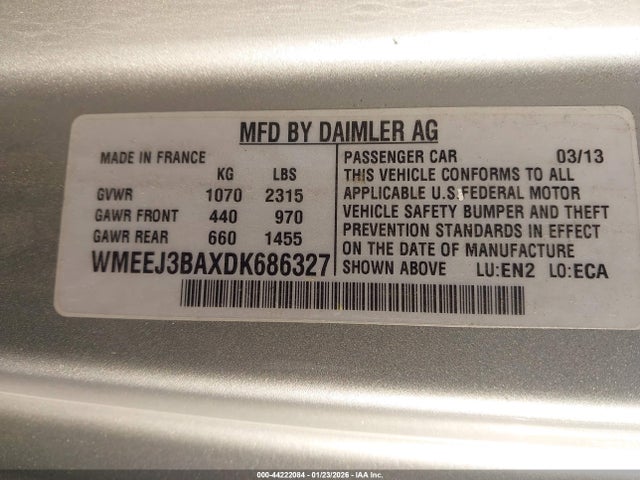 MFD BY DAIMLER AG
MADE IN FRANCE KG LBS
GVWR 1070 2315
GAWR FRONT 440 970
GAWR REAR 660 1455
WMEEJ3BAXDK686327
PASSENGER CAR 03/13
THIS VEHICLE CONFORMS TO ALL
APPLICABLE U.S.FEDERAL MOTOR
VEHICLE SAFETY BUMPER AND THEFT
PREVENTION STANDARDS IN EFFECT
ON THE DATE OF MANUFACTURE
SHOWN ABOVE LU:EN2 LO:ECA
000-44222084 - 01/23/2026 - IAA Inc.